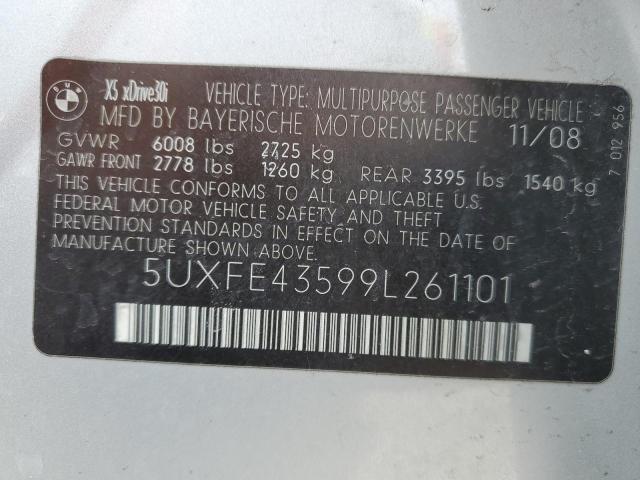 BMW X5 xDrive30i VEHICLE TYPE: MULTIPURPOSE PASSENGER VEHICLE
MFD BY BAYERISCHE MOTORENWERKE 11/08
GVWR 6008 lbs 2725 kg
GAWR FRONT 2778 lbs 1260 kg REAR 3395 lbs 1540 kg
THIS VEHICLE CONFORMS TO ALL APPLICABLE U.S.
FEDERAL MOTOR VEHICLE SAFETY AND THEFT
PREVENTION STANDARDS IN EFFECT ON THE DATE OF
MANUFACTURE SHOWN ABOVE.
5UXFE43599L261101
7 012 956